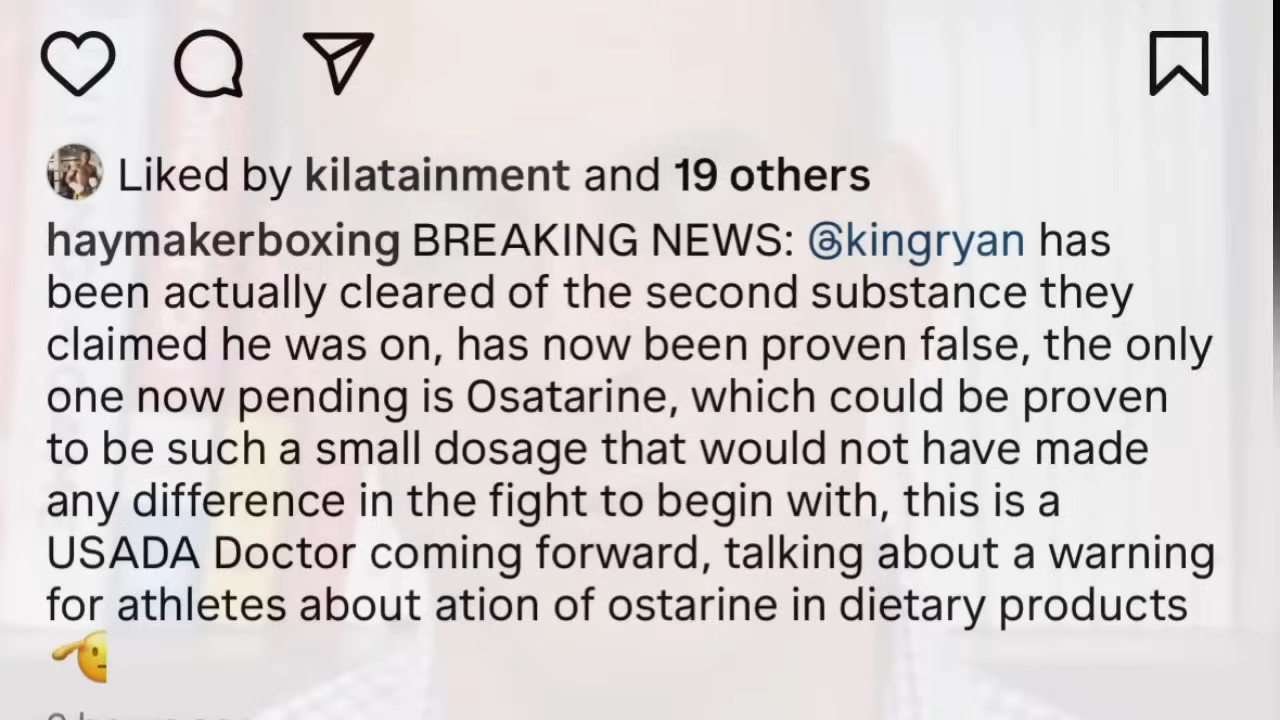 Liked by kilatainment and 19 others
haymakerboxing BREAKING NEWS: @kingryan has
been actually cleared of the second substance they
claimed he was on, has now been proven false, the only
one now pending is Osatarine, which could be proven
to be such a small dosage that would not have made
any difference in the fight to begin with, this is a
USADA Doctor coming forward, talking about a warning
for athletes about ation of ostarine in dietary products